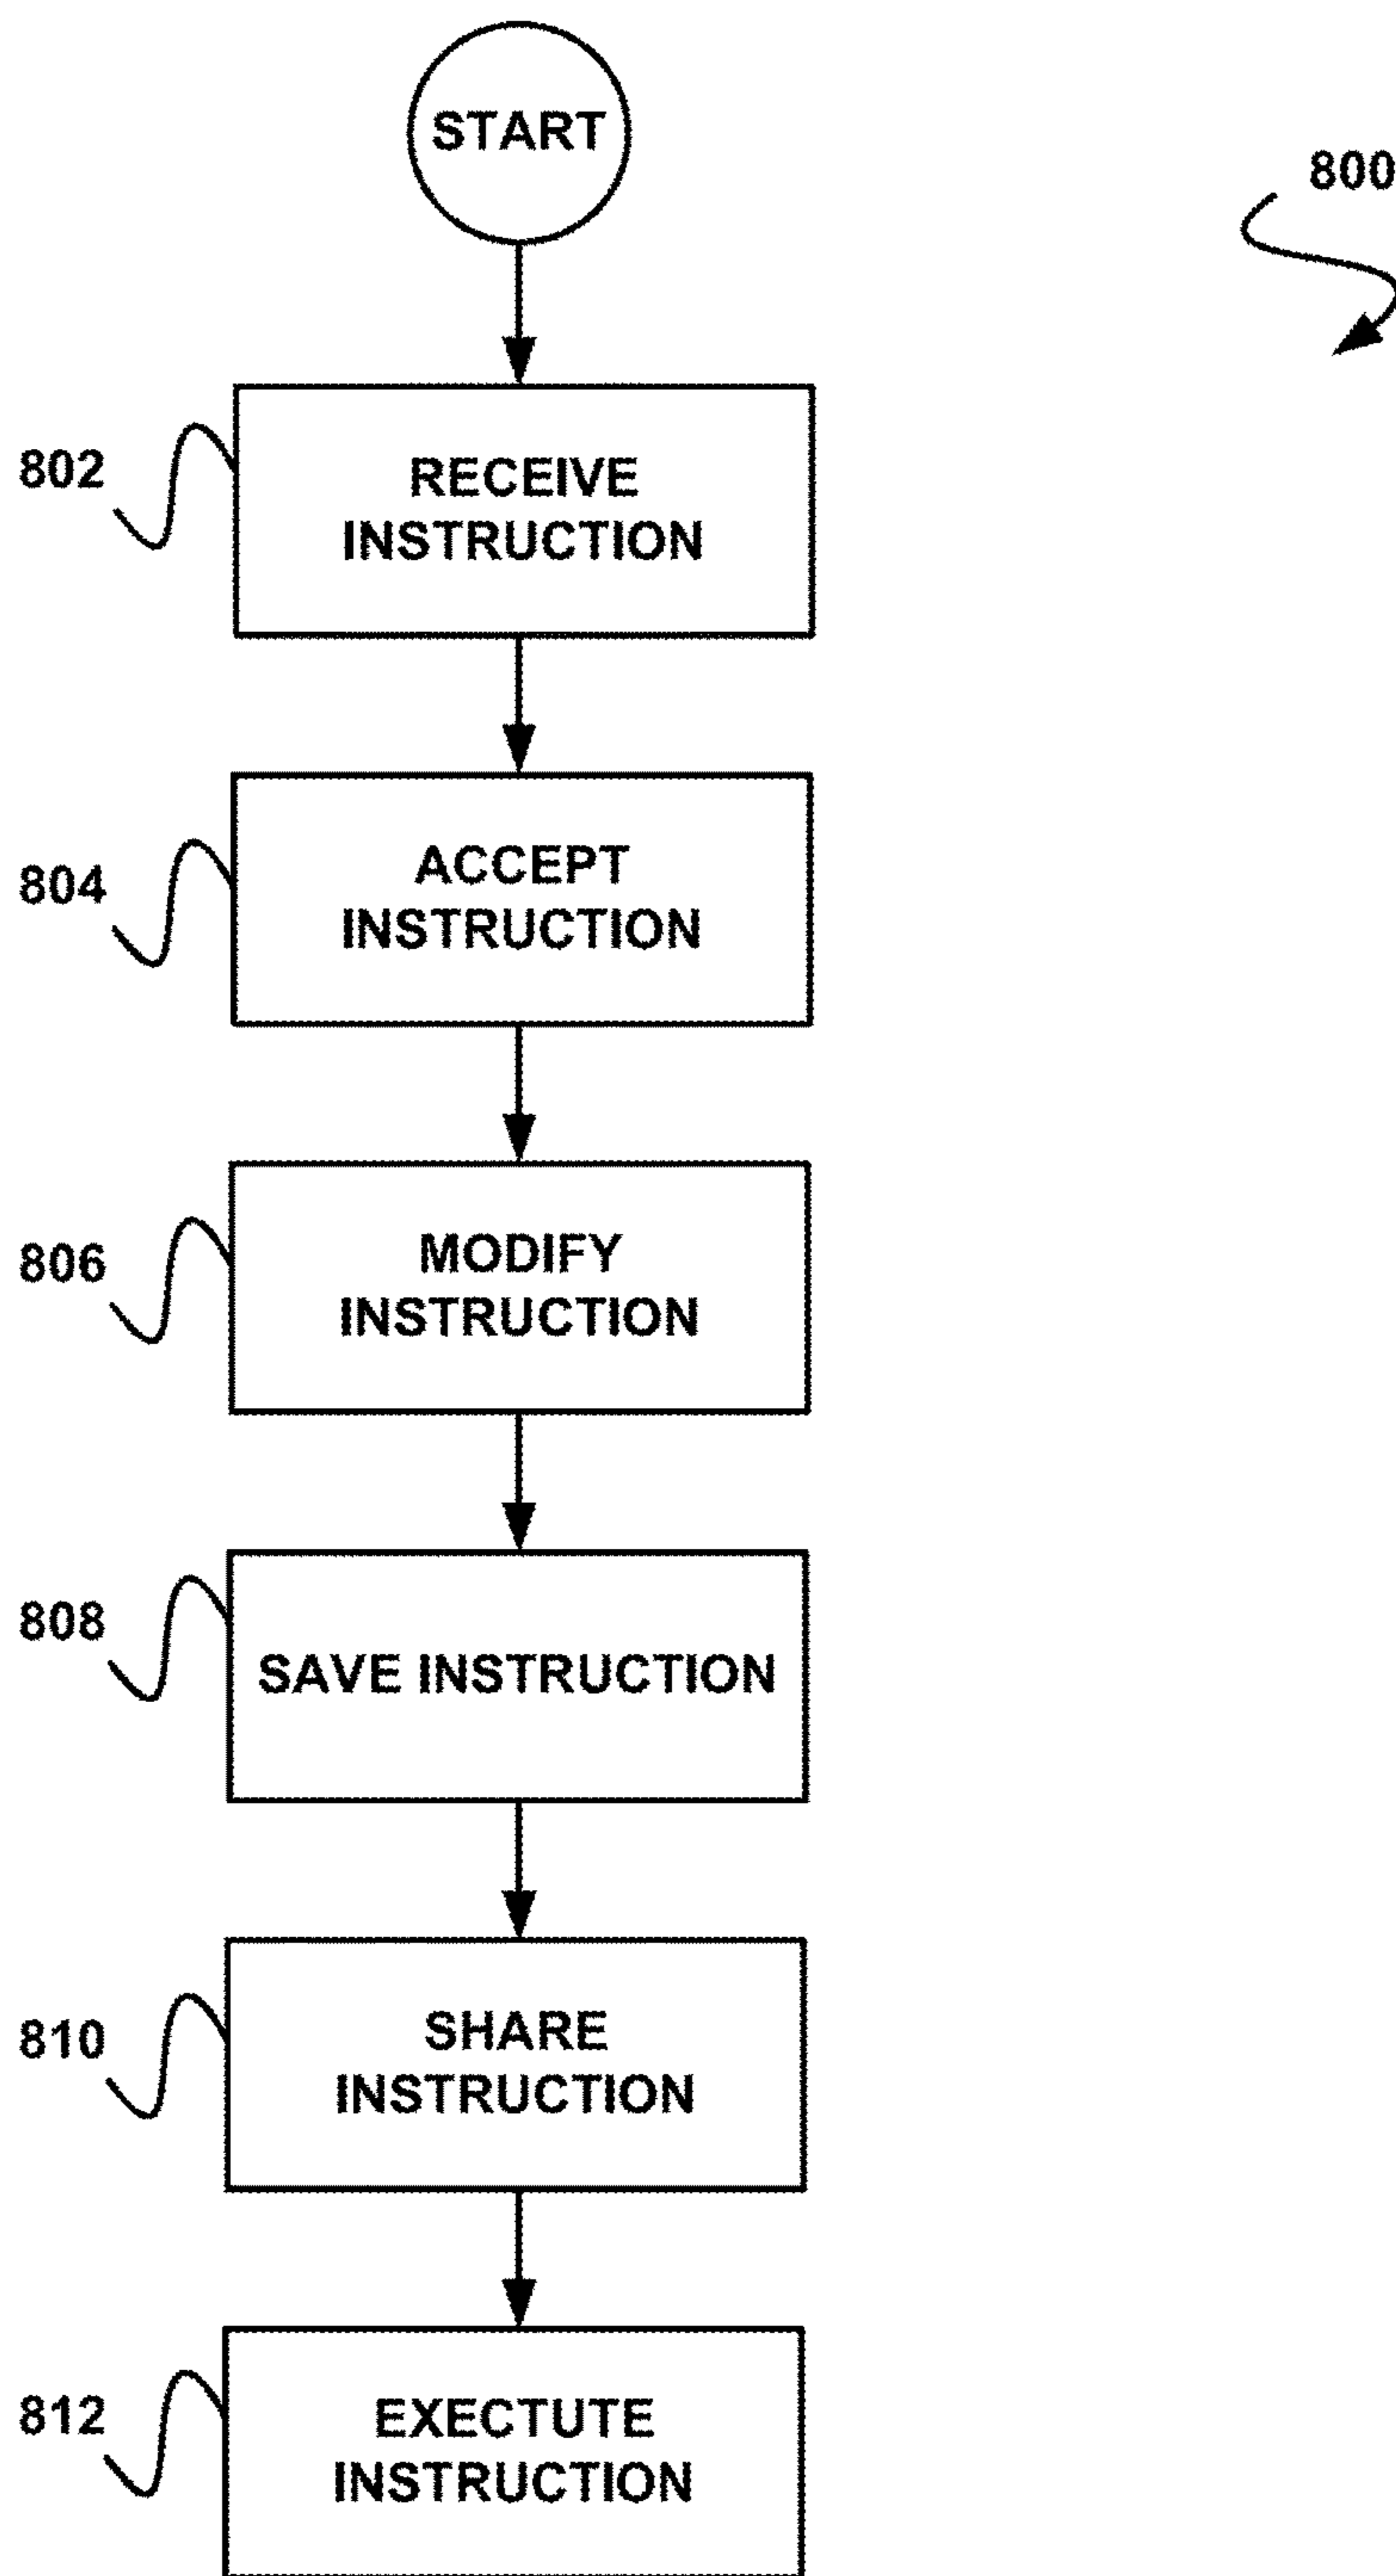 START
800
802
RECEIVE
INSTRUCTION
804
ACCEPT
INSTRUCTION
806
MODIFY
INSTRUCTION
808
SAVE INSTRUCTION
810
SHARE
INSTRUCTION
812
EXECTUTE
INSTRUCTION